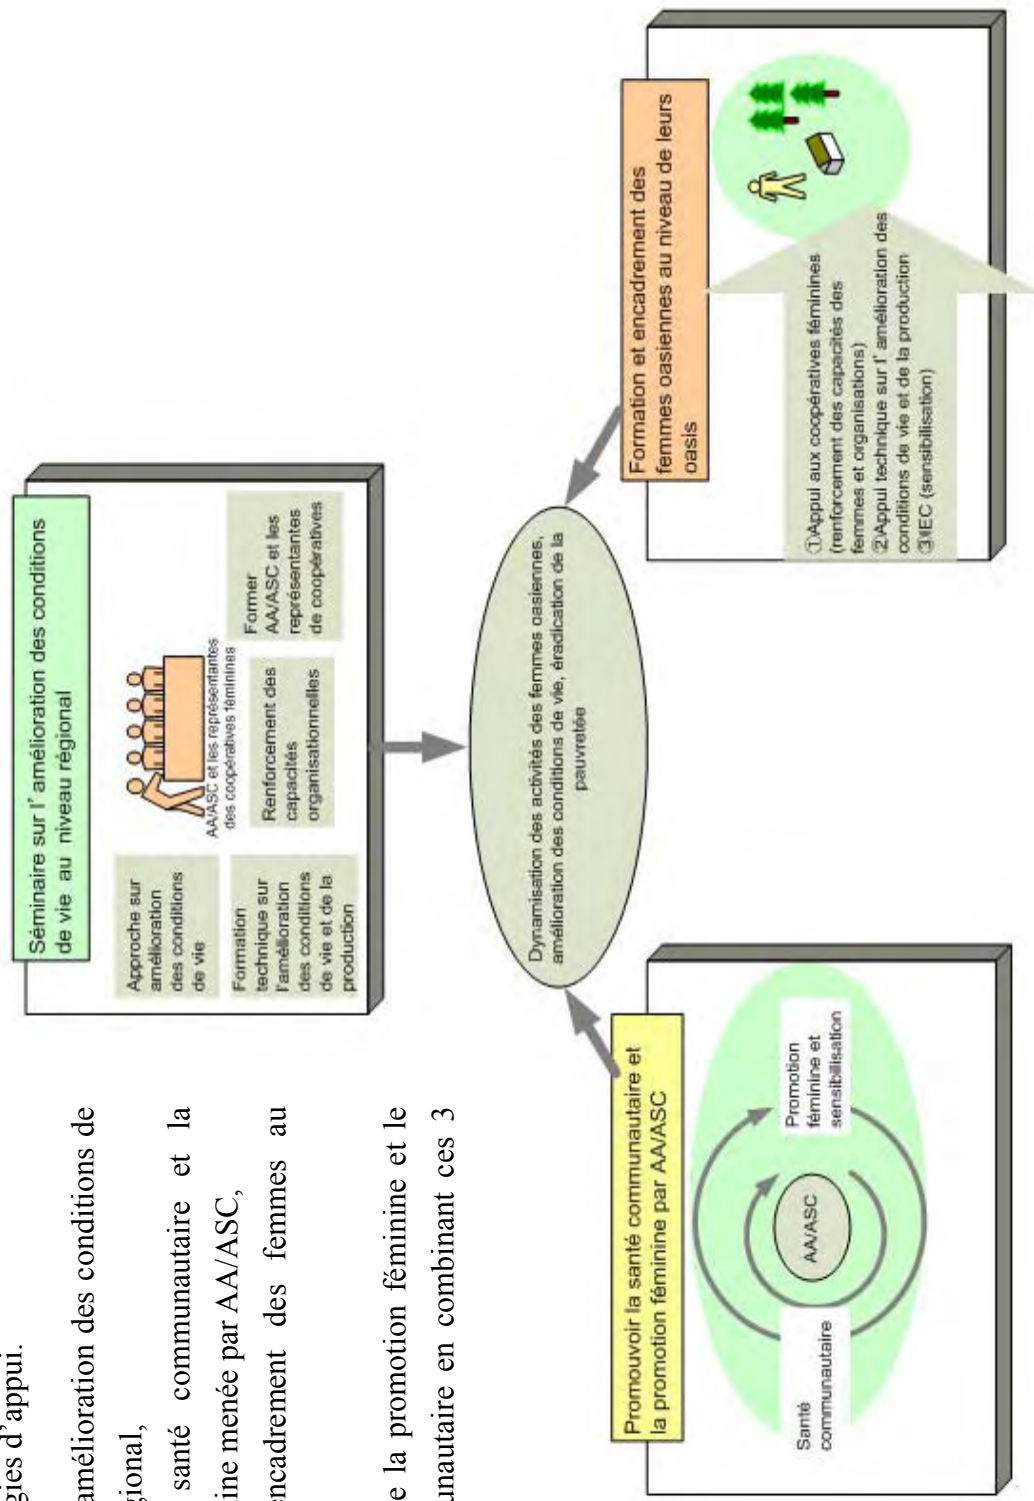 gies d'appui.
amélioration des conditions de
gional,
santé communautaire et la
ine menée par AA/ASC,
encadrement des femmes au
e la promotion féminine et le
unautaire en combinant ces 3
Séminaire sur l'amélioration des conditions
de vie au niveau régional
Approche sur
amélioration
des conditions
de vie
AA/ASC et les représentantes
des coopératives féminines
Formation
technique sur
l'amélioration
des conditions
de vie et de la
production
Renforcement des
capacités
organisationnelles
Former
AA/ASC et les
représentantes
de coopératives
Dynamisation des activités des femmes oasiennes,
amélioration des conditions de vie, éradication de la
pauvretée
Promouvoir la santé communautaire et
la promotion féminine par AA/ASC
Santé
communautaire
AA/ASC
Promotion
féminine et
sensibilisation
Formation et encadrement des
femmes oasiennes au niveau de leurs
oasis
①Appui aux coopératives féminines
(renforcement des capacités des
femmes et organisations)
②Appui technique sur l'amélioration des
conditions de vie et de la production
③IEC (sensibilisation)